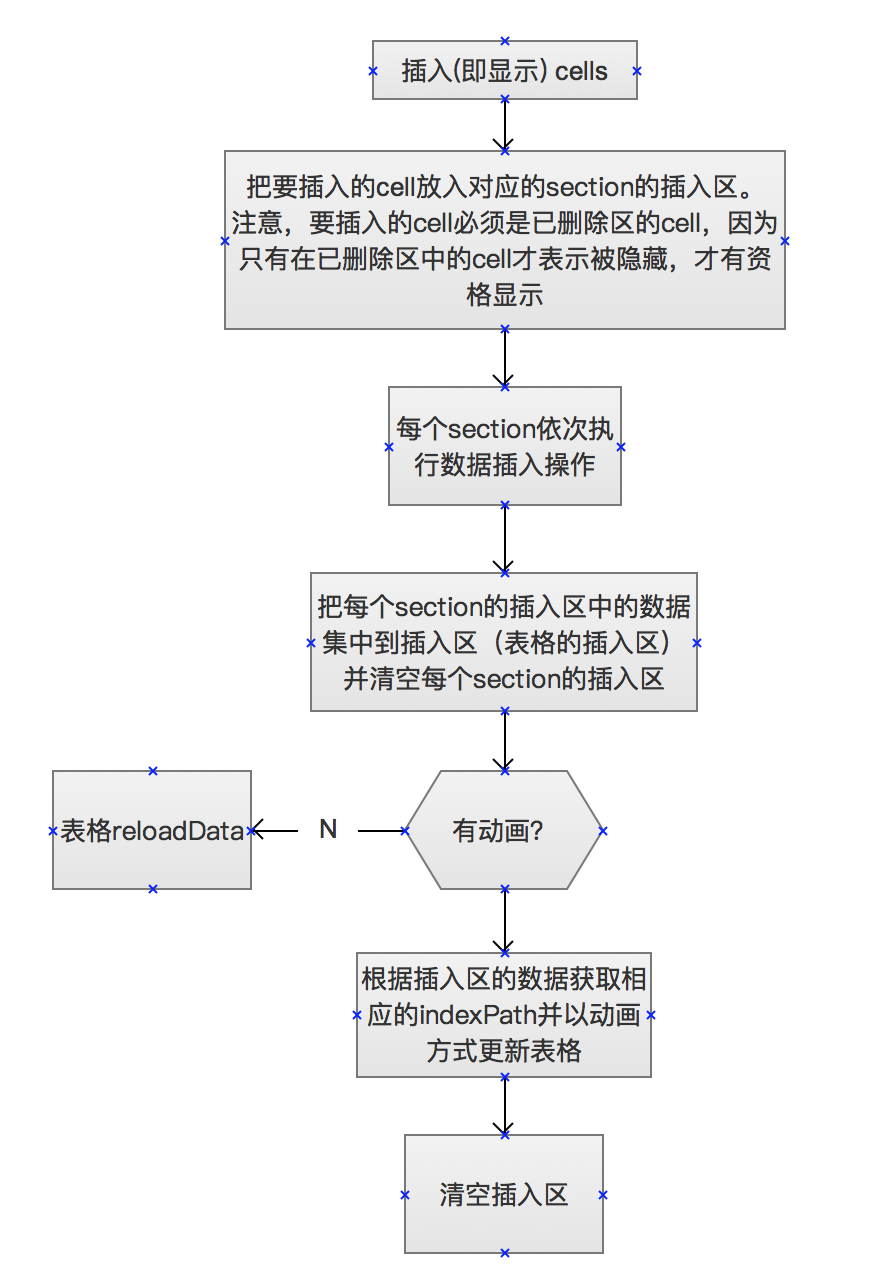 插入(即显示) cells
把要插入的cell放入对应的section的插入区。
注意，要插入的cell必须是已删除区的cell，因为
只有在已删除区中的cell才表示被隐藏，才有资
格显示
每个section依次执
行数据插入操作
把每个section的插入区中的数据
集中到插入区（表格的插入区）
并清空每个section的插入区
有动画?
N
表格reloadData
根据插入区的数据获取相
应的indexPath并以动画
方式更新表格
清空插入区